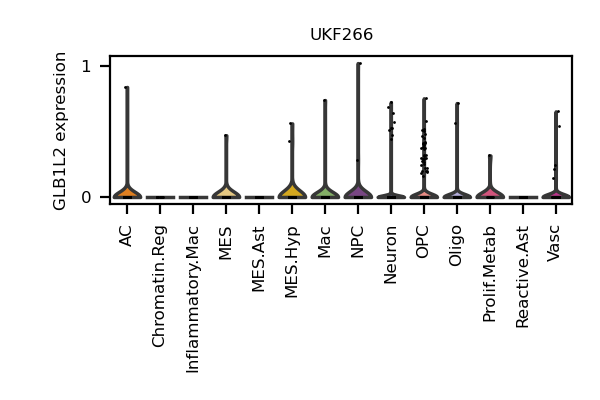 UKF266
GLB1L2 expression
1
0
AC
Chromatin.Reg
Inflammatory.Mac
MES
MES.Ast
MES.Hyp
Mac
NPC
Neuron
OPC
Oligo
Prolif.Metab
Reactive.Ast
Vasc